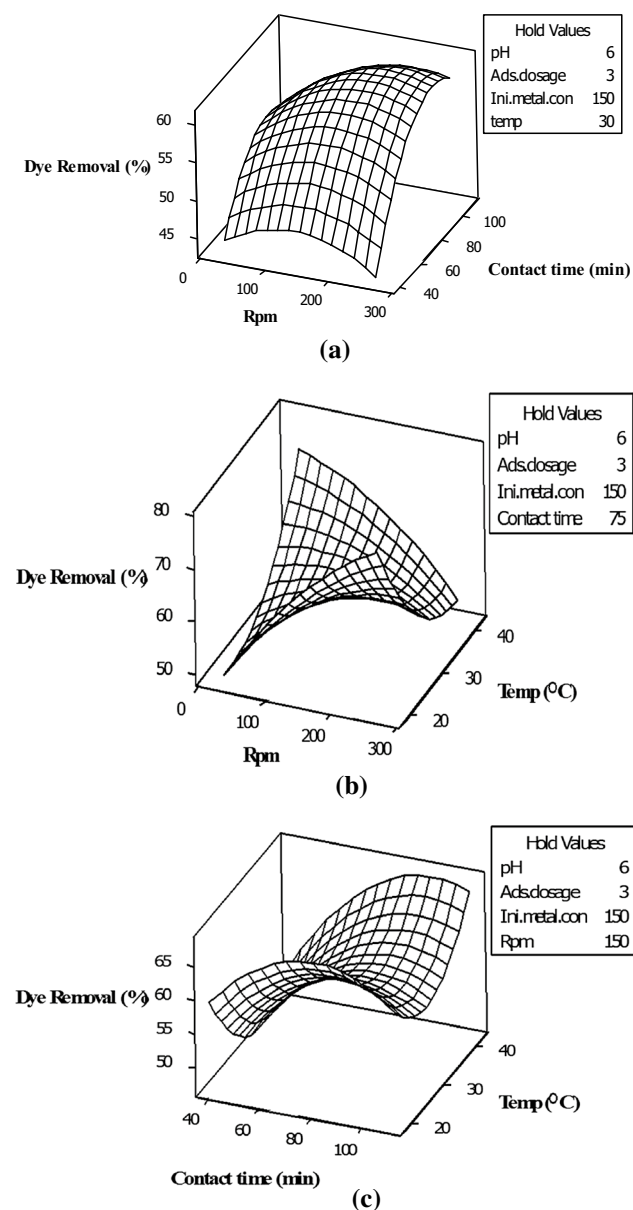 Hold Values
pH 6
Ads.dosage 3
Ini.metal.con 150
temp 30
60
55
Dye Removal (%)
50
45
0
100
200
300
Rpm
40
60
80
100
Contact time (min)
(a)
Hold Values
pH 6
Ads.dosage 3
Ini.metal.con 150
Contact time 75
80
70
Dye Removal (%)
60
50
0
100
200
300
Rpm
20
30
40
Temp (⁰C)
(b)
Hold Values
pH 6
Ads.dosage 3
Ini.metal.con 150
Rpm 150
65
Dye Removal (%) 60
55
50
40
60
80
100
Contact time (min)
20
30
40
Temp (⁰C)
(c)